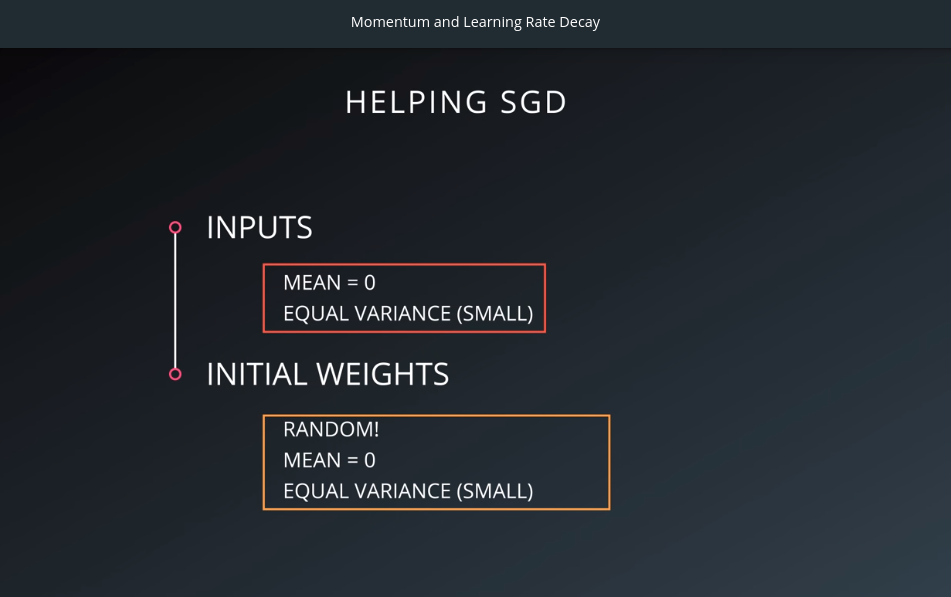 Momentum and Learning Rate Decay
HELPING SGD
INPUTS
MEAN = 0
EQUAL VARIANCE (SMALL)
INITIAL WEIGHTS
RANDOM!
MEAN = 0
EQUAL VARIANCE (SMALL)